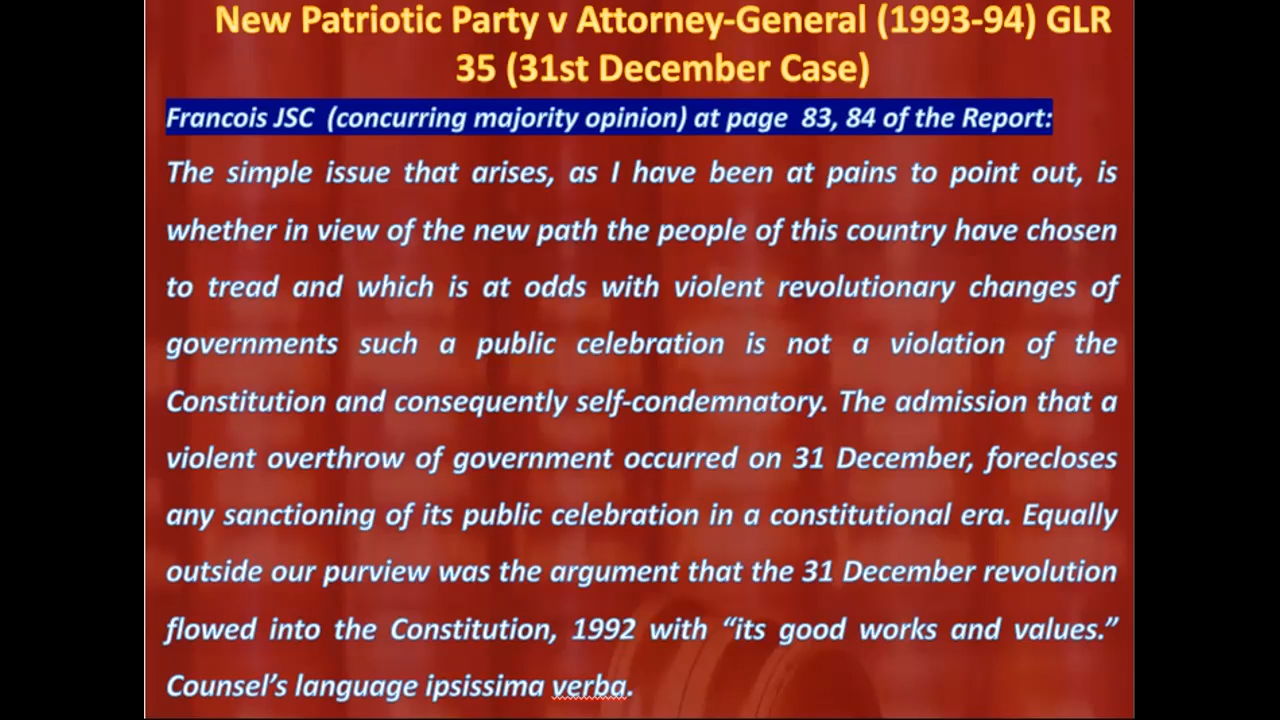 New Patriotic Party v Attorney-General (1993-94) GLR
35 (31st December Case)
Francois JSC (concurring majority opinion) at page 83, 84 of the Report:
The simple issue that arises, as I have been at pains to point out, is
whether in view of the new path the people of this country have chosen
to tread and which is at odds with violent revolutionary changes of
governments such a public celebration is not a violation of the
Constitution and consequently self-condemnatory. The admission that a
violent overthrow of government occurred on 31 December, forecloses
any sanctioning of its public celebration in a constitutional era. Equally
outside our purview was the argument that the 31 December revolution
flowed into the Constitution, 1992 with “its good works and values.”
Counsel’s language ipsissima verba.